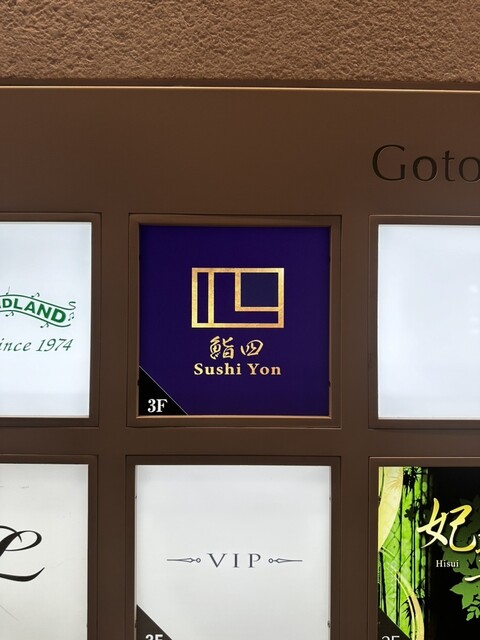 Goto
DLAND
ince 1974
鮨四
Sushi Yon
3F
L
VIP
妃
Hisui